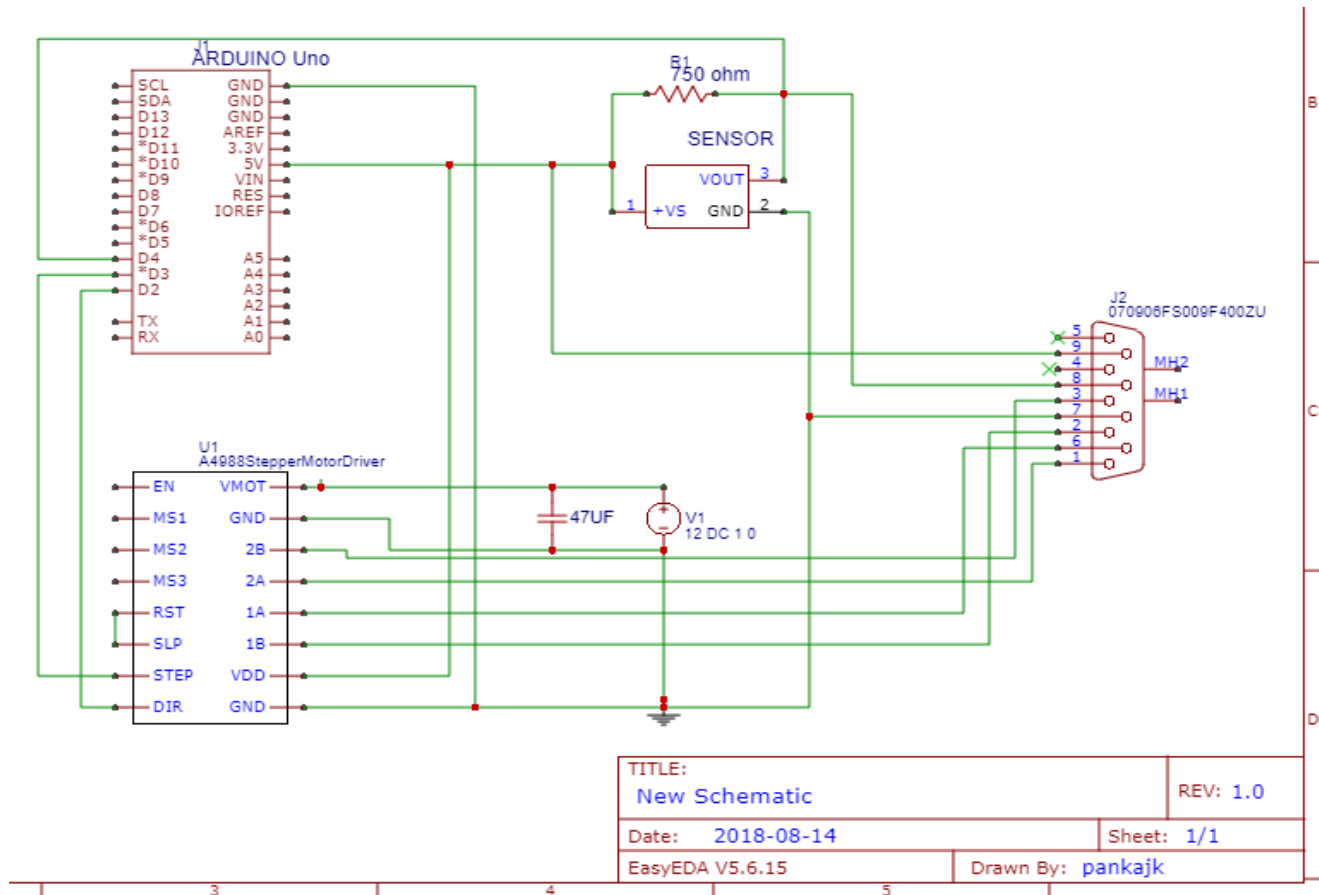 J1
ARDUINO Uno
SCL GND
SDA GND
D13 GND
D12 AREF
*D11 3.3V
*D10 5V
*D9 VIN
D8 RES
D7 IOREF
*D6
*D5
D4 A5
*D3 A4
D2 A3
A2
TX A1
RX A0
R1
750 ohm
SENSOR
VOUT 3
1 +VS GND 2
J2
070906FS009F400ZU
5
9
4
8
3
7
2
6
1
MH2
MH1
U1
A4988StepperMotorDriver
EN VMOT
MS1 GND
MS2 2B
MS3 2A
RST 1A
SLP 1B
STEP VDD
DIR GND
47UF
V1
12 DC 1 0
B
C
D
TITLE:
New Schematic
REV: 1.0
Date: 2018-08-14
Sheet: 1/1
EasyEDA V5.6.15
Drawn By: pankajk
3 4 5